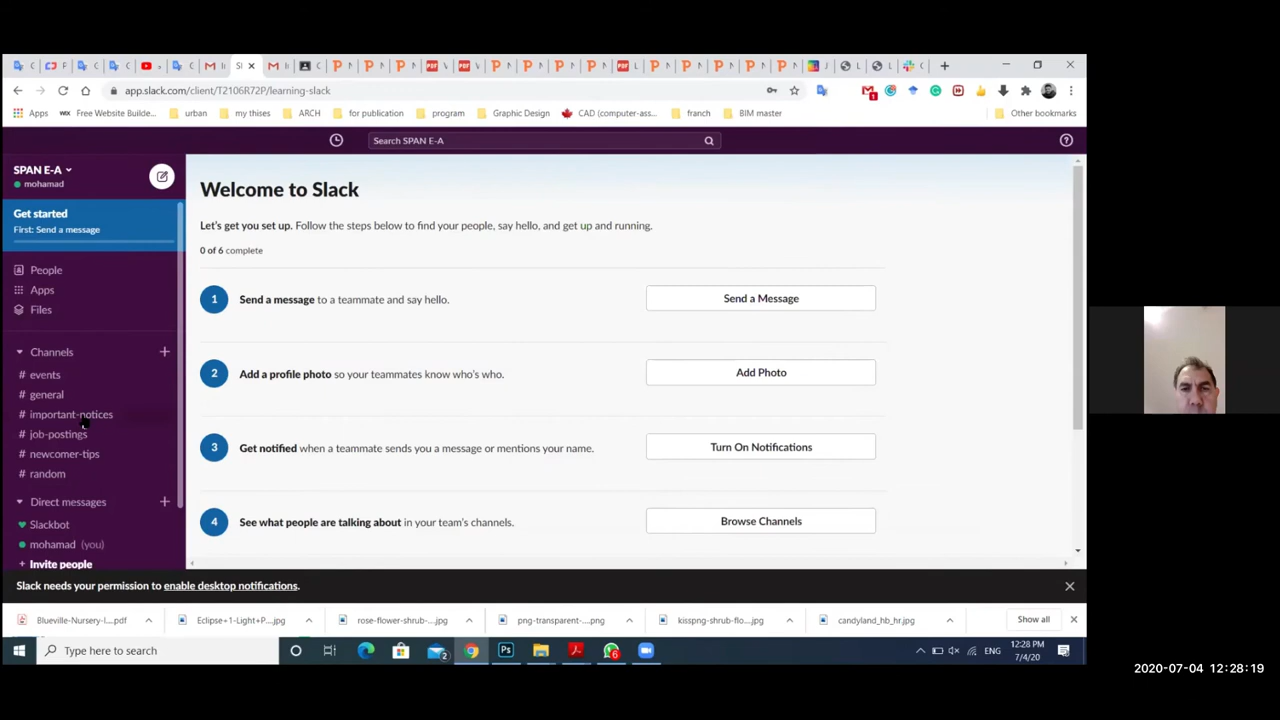 app.slack.com/client/T2106R72P/learning-slack
Apps
Free Website Builde...
urban
my thises
ARCH
for publication
program
Graphic Design
CAD (computer-ass...
franch
BIM master
Other bookmarks
Search SPAN E-A
SPAN E-A
mohamad
Get started
First: Send a message
People
Apps
Files
Channels
# events
# general
# important-notices
# job-postings
# newcomer-tips
# random
Direct messages
Slackbot
mohamad (you)
+ Invite people
Welcome to Slack
Let's get you set up. Follow the steps below to find your people, say hello, and get up and running.
0 of 6 complete
1 Send a message to a teammate and say hello.
Send a Message
2 Add a profile photo so your teammates know who's who.
Add Photo
3 Get notified when a teammate sends you a message or mentions your name.
Turn On Notifications
4 See what people are talking about in your team's channels.
Browse Channels
Slack needs your permission to enable desktop notifications.
Blueville-Nursery-I....pdf
Eclipse+1-Light+P....jpg
rose-flower-shrub-....jpg
png-transparent-....png
kisspng-shrub-flo....jpg
candyland_hb_hr.jpg
Show all
Type here to search
ENG
12:28 PM
7/4/20
2020-07-04 12:28:19